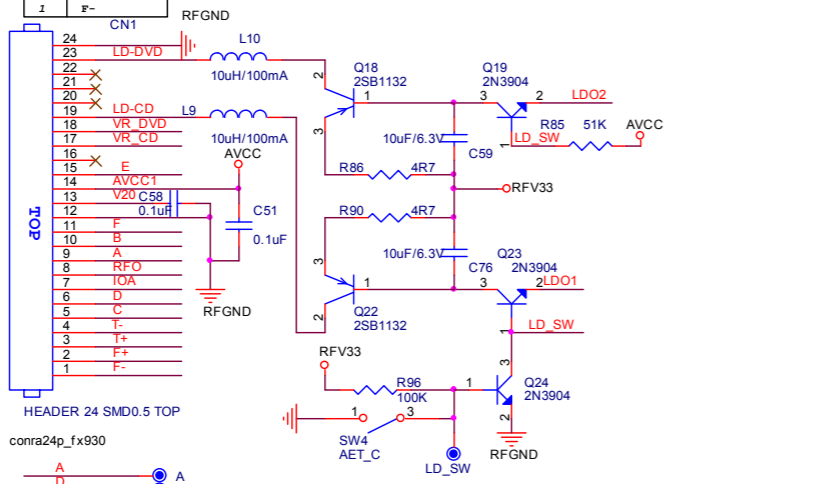 1 F-
CN1
RFGND
24
23 LD-DVD
22
21
20
19 LD-CD
18 VR_DVD
17 VR_CD
16
15 E
14 AVCC1
13 V20
12
11 F
10 B
9 A
8 RFO
7 IOA
6 D
5 C
4 T-
3 T+
2 F+
1 F-
TOP
HEADER 24 SMD0.5 TOP
conra24p_fx930
A
D
A
L10
10uH/100mA
L9
10uH/100mA
AVCC
C58
0.1uF
C51
0.1uF
RFGND
2
Q18
2SB1132
1
3
R86 4R7
10uF/6.3V
C59
3
Q19
2N3904
2 LDO2
1
LD_SW
R85 51K
AVCC
RFV33
R90 4R7
10uF/6.3V
C76
3
1
2
Q22
2SB1132
3
Q23
2N3904
2 LDO1
1
LD_SW
RFV33
R96
100K
1
3
Q24
2N3904
2
RFGND
1 3
SW4
AET_C
LD_SW